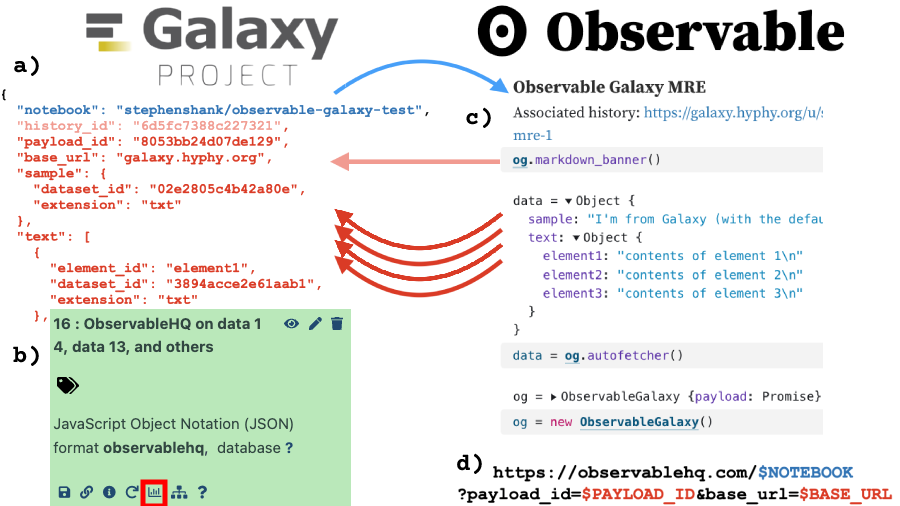 Galaxy
PROJECT
Observable
a)
{
"notebook": "stephenshank/observable-galaxy-test",
"history_id": "6d5fc7388c227321",
"payload_id": "8053bb24d07de129",
"base_url": "galaxy.hyphy.org",
"sample": {
"dataset_id": "02e2805c4b42a80e",
"extension": "txt"
},
"text": [
{
"element_id": "element1",
"dataset_id": "3894acce2e61aab1",
"extension": "txt"
},
b)
16 : ObservableHQ on data 1
4, data 13, and others
JavaScript Object Notation (JSON)
format observablehq, database ?
?
c)
Observable Galaxy MRE
Associated history: https://galaxy.hyphy.org/u/s
mre-1
og.markdown_banner()
data = ▼Object {
sample: "I'm from Galaxy (with the defau
text: ▼Object {
element1: "contents of element 1\n"
element2: "contents of element 2\n"
element3: "contents of element 3\n"
}
}
data = og.autofetcher()
og = ▶ObservableGalaxy {payload: Promise}
og = new ObservableGalaxy()
d)
https://observablehq.com/$NOTEBOOK
?payload_id=$PAYLOAD_ID&base_url=$BASE_URL